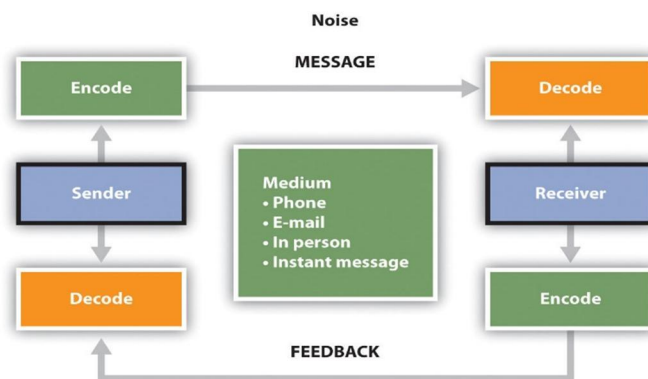 Noise
MESSAGE
Encode
Decode
Sender
Medium
• Phone
• E-mail
• In person
• Instant message
Receiver
Decode
Encode
FEEDBACK